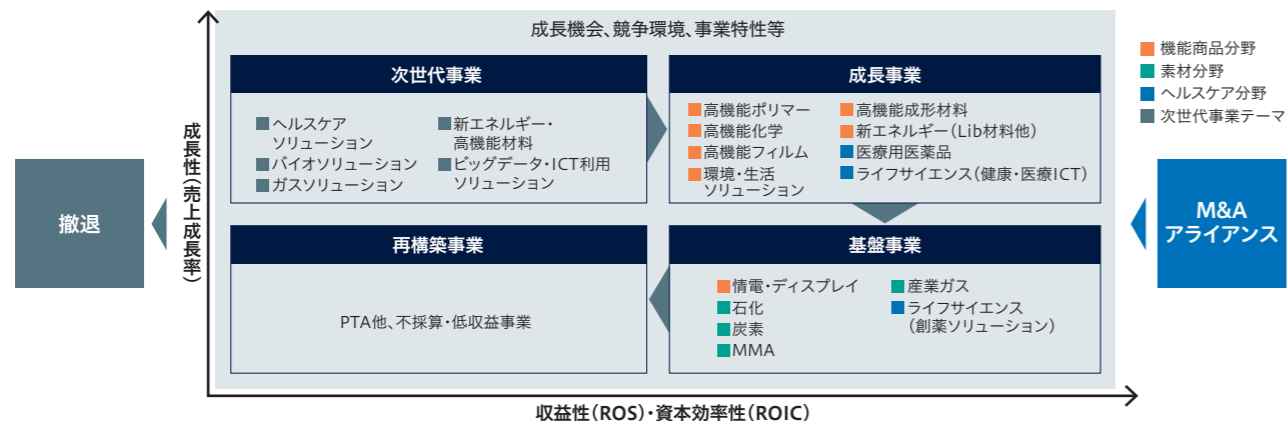 成長機会、競争環境、事業特性等
機能商品分野
素材分野
ヘルスケア分野
次世代事業テーマ
成長性(売上成長率)
次世代事業
ヘルスケア
ソリューション
バイオソリューション
ガスソリューション
新エネルギー・
高機能材料
ビッグデータ・ICT利用
ソリューション
成長事業
高機能ポリマー
高機能化学
高機能フィルム
環境・生活
ソリューション
高機能成形材料
新エネルギー(Lib材料他)
医療用医薬品
ライフサイエンス(健康・医療ICT)
撤退
M&A
アライアンス
再構築事業
PTA他、不採算・低収益事業
基盤事業
情電・ディスプレイ
石化
炭素
MMA
産業ガス
ライフサイエンス
(創薬ソリューション)
収益性(ROS)・資本効率性(ROIC)